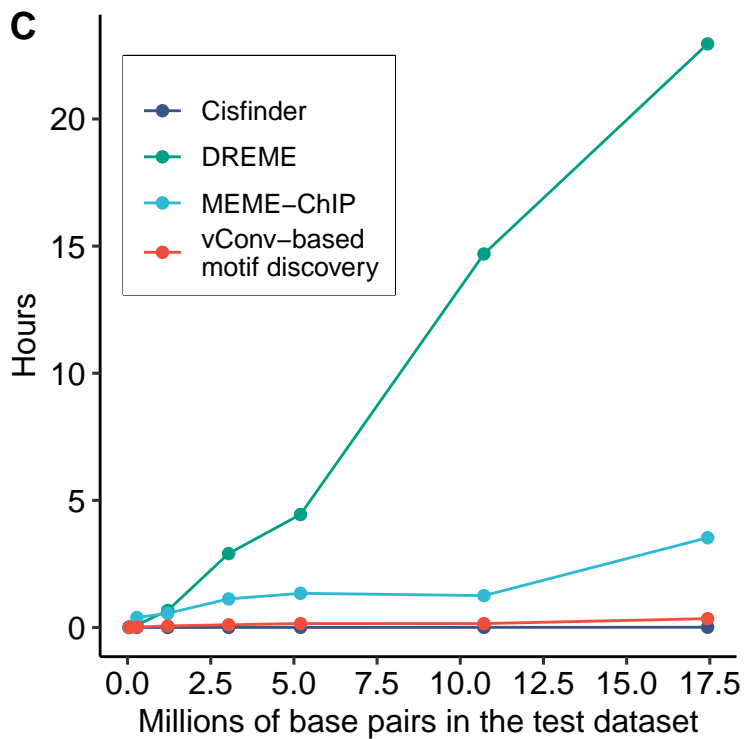 C
Cisfinder
DREME
MEME−ChIP
vConv−based
motif discovery
Hours
20
15
10
5
0
0.0 2.5 5.0 7.5 10.0 12.5 15.0 17.5
Millions of base pairs in the test dataset